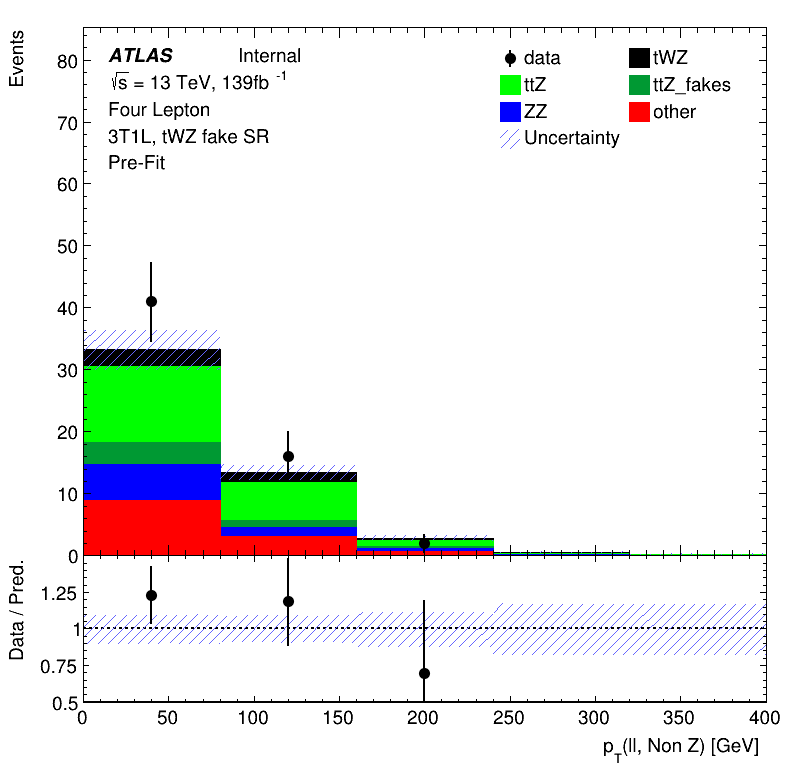 Events
80
70
60
50
40
30
20
10
0
ATLAS Internal
√s = 13 TeV, 139fb -1
Four Lepton
3T1L, tWZ fake SR
Pre-Fit
data
tWZ
ttZ
ttZ_fakes
ZZ
other
Uncertainty
Data / Pred.
1.25
1
0.75
0.5
0 50 100 150 200 250 300 350 400
pT(ll, Non Z) [GeV]